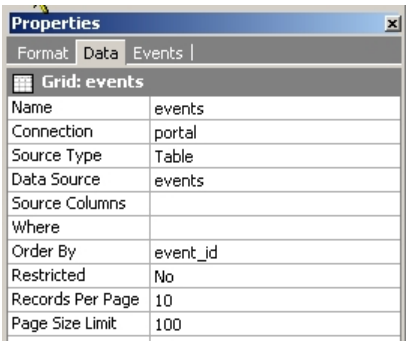 Properties
Format Data Events
Grid: events
Name events
Connection portal
Source Type Table
Data Source events
Source Columns
Where
Order By event_id
Restricted No
Records Per Page 10
Page Size Limit 100